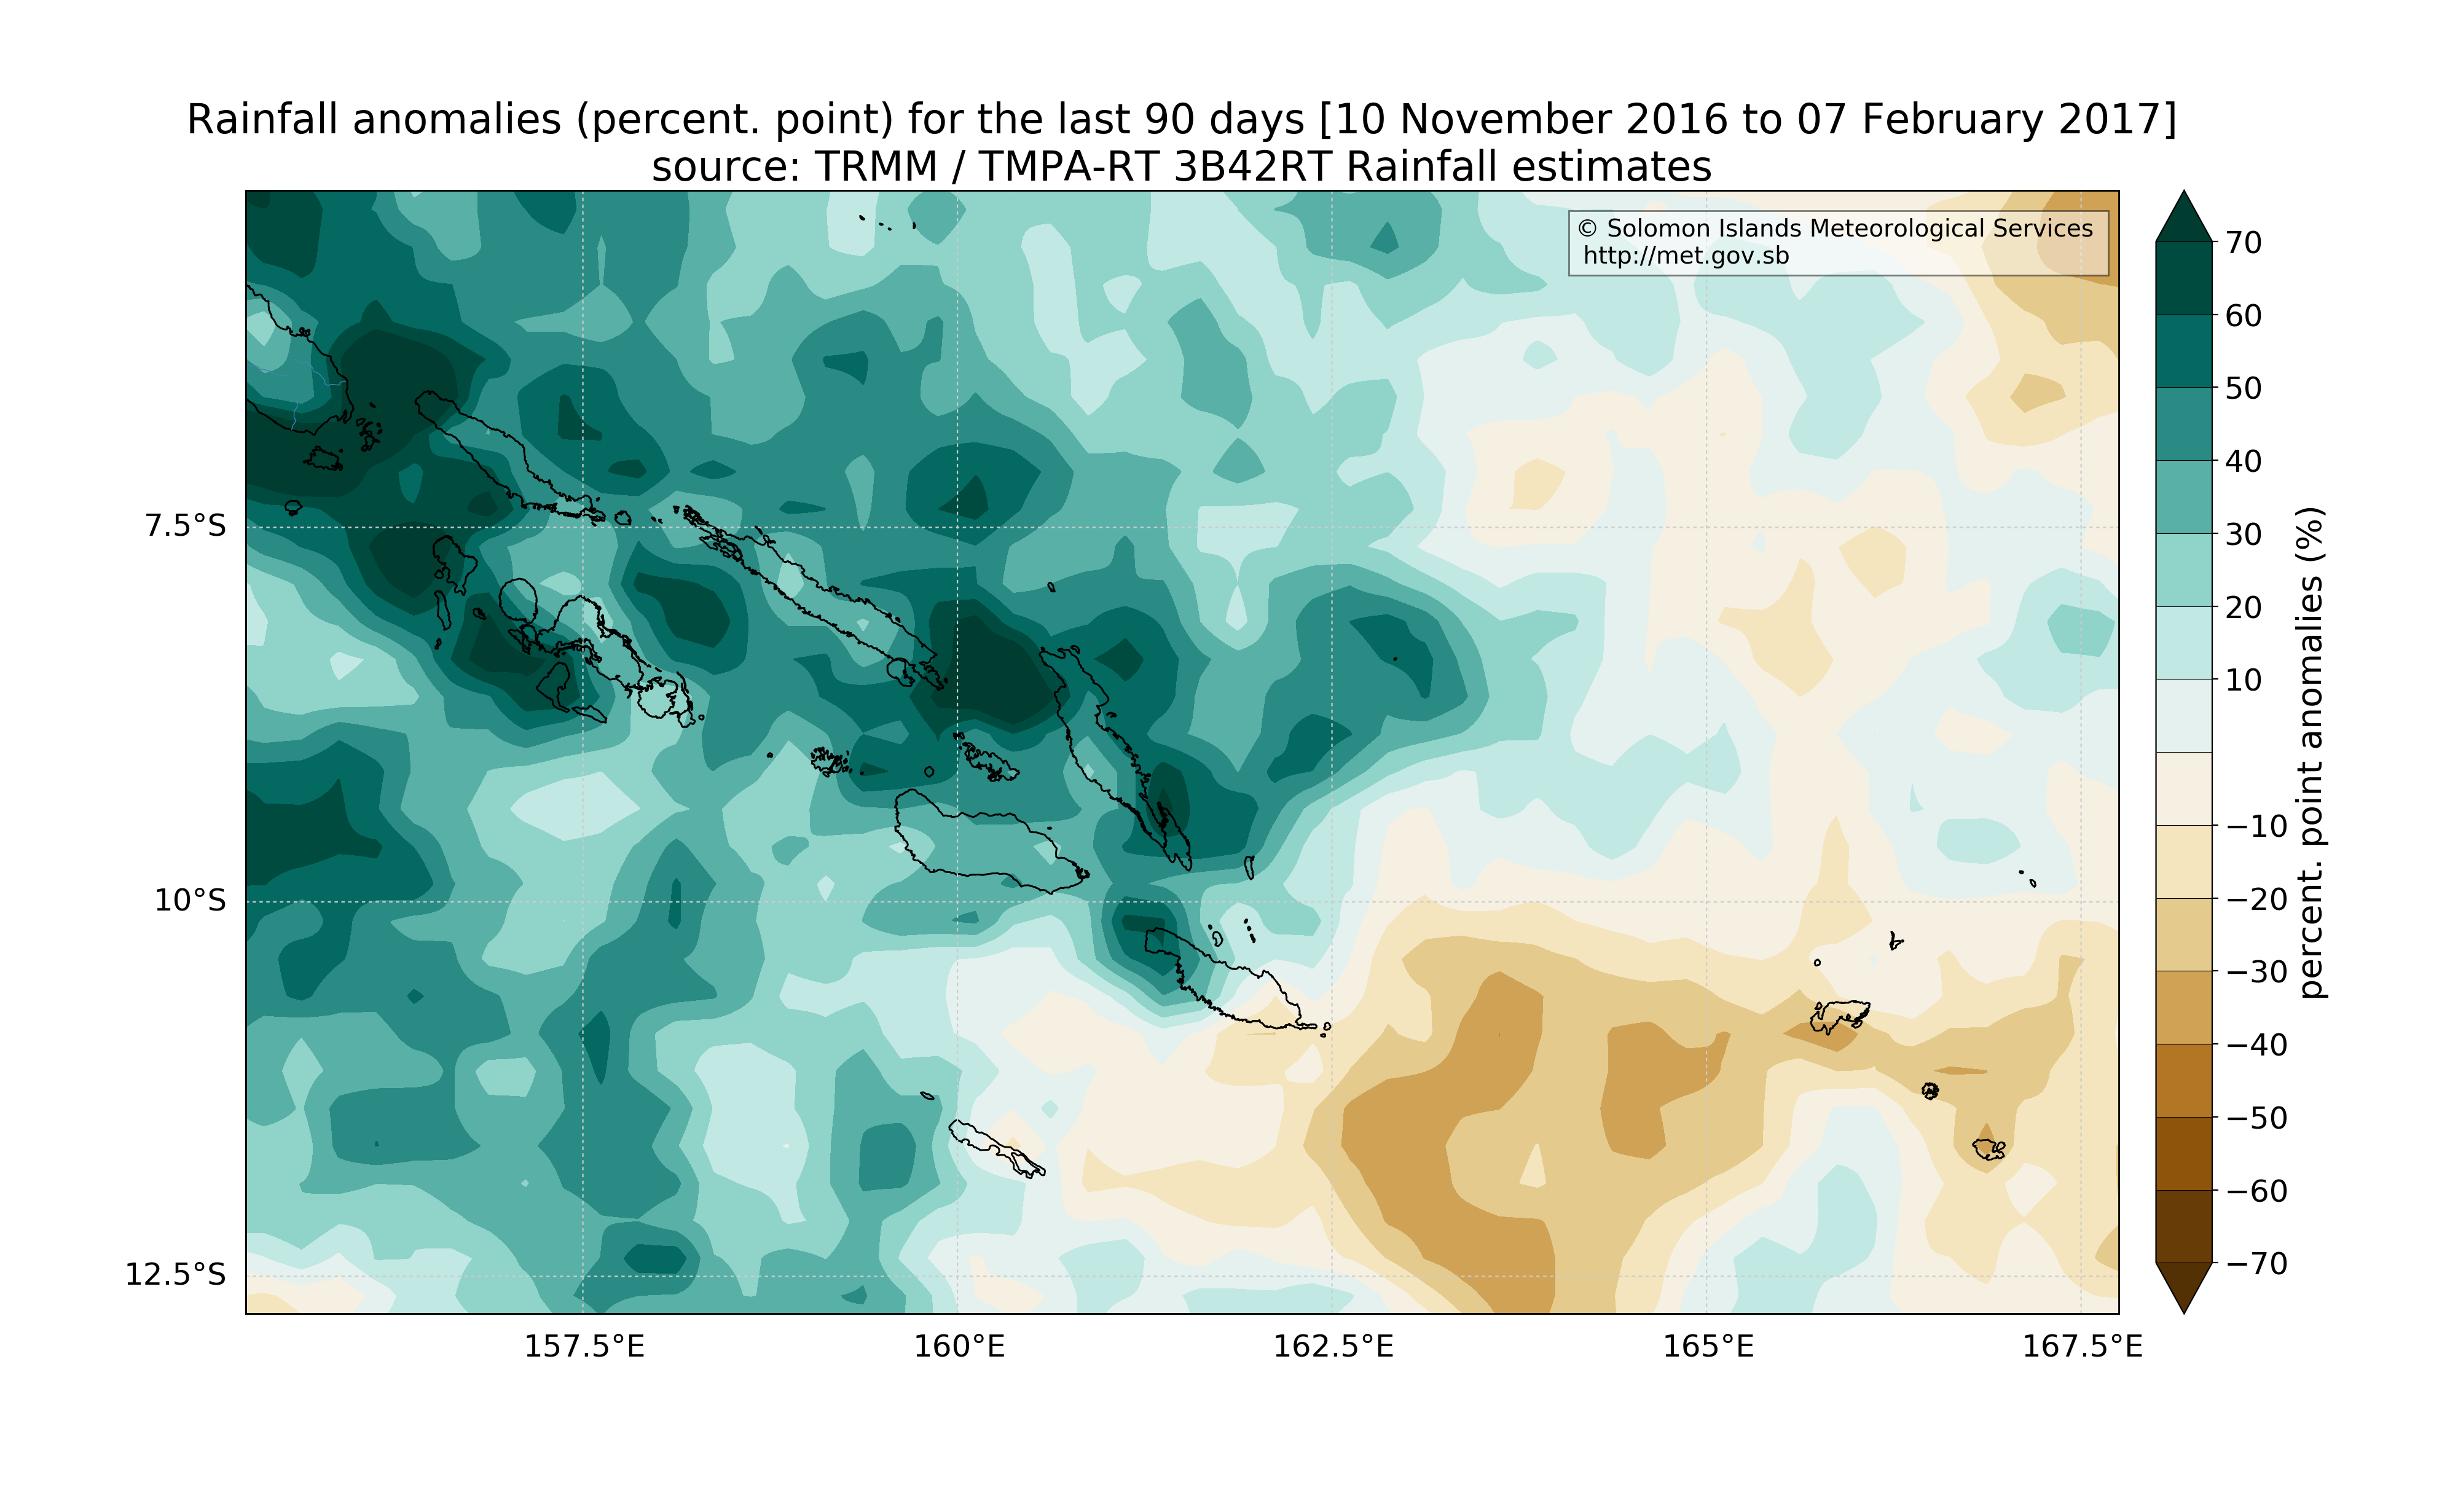 Rainfall anomalies (percent. point) for the last 90 days [10 November 2016 to 07 February 2017]
source: TRMM / TMPA-RT 3B42RT Rainfall estimates
© Solomon Islands Meteorological Services
http://met.gov.sb
7.5°S
10°S
12.5°S
157.5°E
160°E
162.5°E
165°E
167.5°E
70
60
50
40
30
20
10
−10
−20
−30
−40
−50
−60
−70
percent. point anomalies (%)